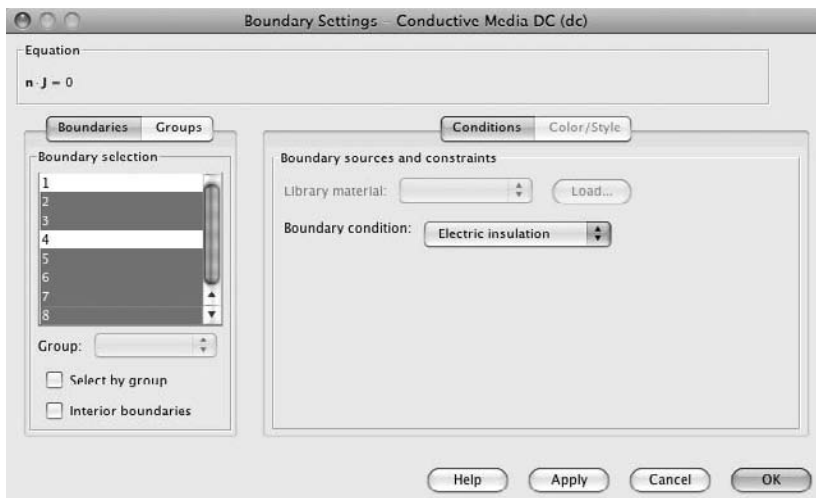 Boundary Settings – Conductive Media DC (dc)
Equation
n · J = 0
Boundaries Groups
Boundary selection
1
2
3
4
5
6
7
8
Group:
Select by group
Interior boundaries
Conditions Color/Style
Boundary sources and constraints
Library material: Load...
Boundary condition: Electric insulation
Help Apply Cancel OK